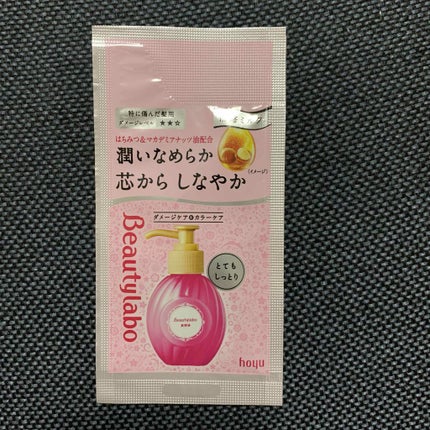 特に傷んだ髪用
ダメージレベル ★★☆
はちみつ&マカデミアナッツ油配合
(イメージ)
潤いなめらか
芯から しなやか
ダメージケア&カラーケア
Beautylabo
とても
しっとり
Beautylabo
hoyu